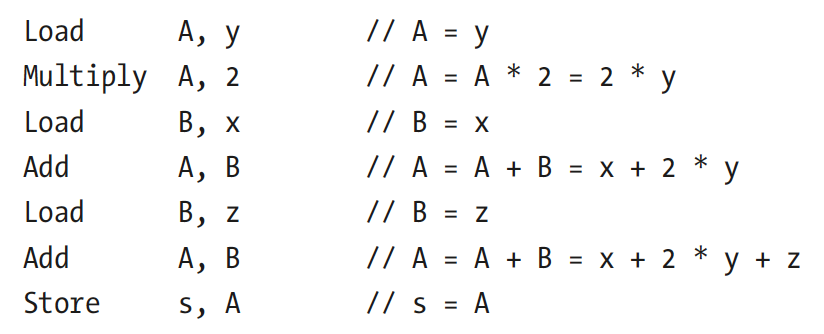 Load A, y // A = y
Multiply A, 2 // A = A * 2 = 2 * y
Load B, x // B = x
Add A, B // A = A + B = x + 2 * y
Load B, z // B = z
Add A, B // A = A + B = x + 2 * y + z
Store s, A // s = A